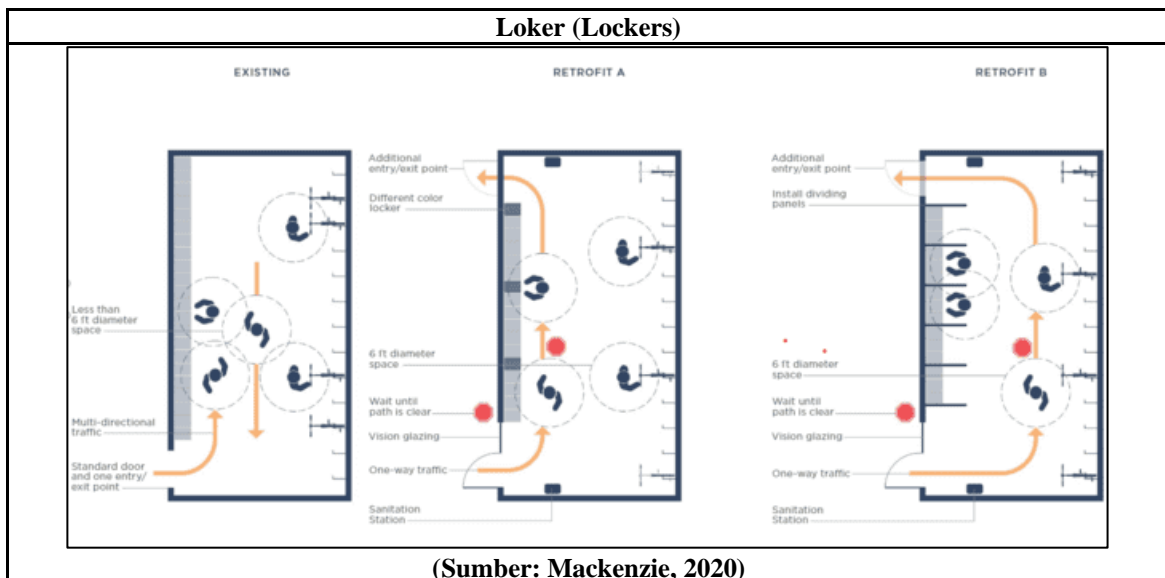 Loker (Lockers)
EXISTING
Less than
6 ft diameter
space
Multi-directional
traffic
Standard door
and one entry/
exit point
RETROFIT A
Additional
entry/exit point
Different color
locker
6 ft diameter
space
Wait until
path is clear
Vision glazing
One-way traffic
Sanitation
Station
RETROFIT B
Additional
entry/exit point
Install dividing
panels
6 ft diameter
space
Wait until
path is clear
Vision glazing
One-way traffic
Sanitation
Station
(Sumber: Mackenzie, 2020)